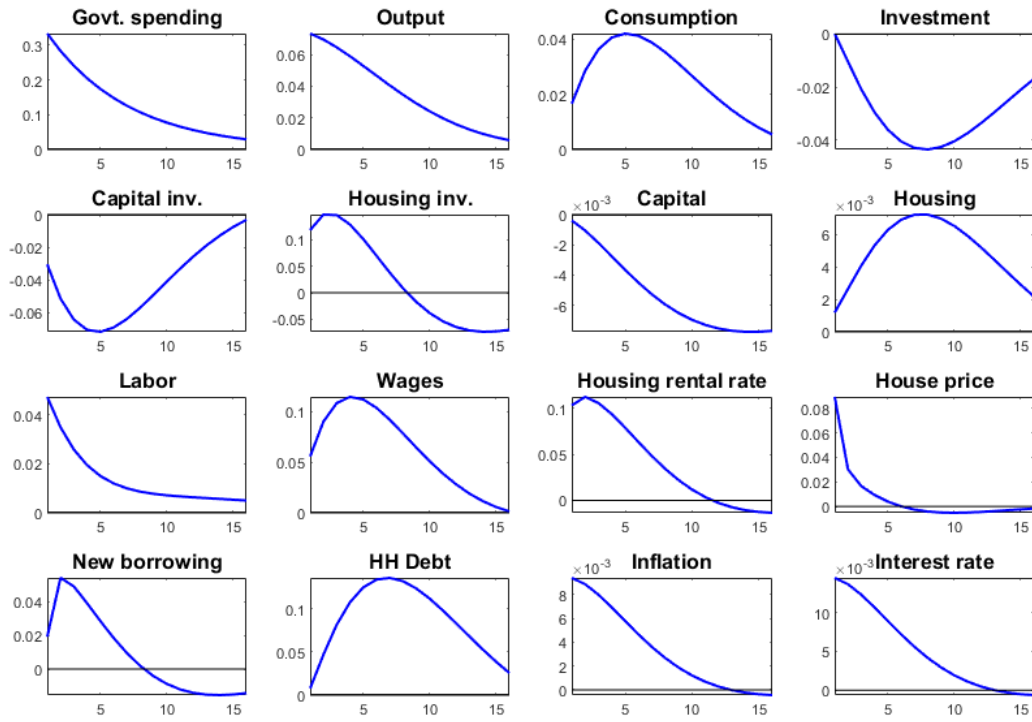 Govt. spending
0.3
0.2
0.1
0
5 10 15
Output
0.06
0.04
0.02
0
5 10 15
Consumption
0.04
0.02
0
5 10 15
Investment
0
-0.02
-0.04
5 10 15
Capital inv.
0
-0.02
-0.04
-0.06
5 10 15
Housing inv.
0.1
0.05
0
-0.05
5 10 15
Capital
×10⁻³
0
-2
-4
-6
5 10 15
Housing
×10⁻³
6
4
2
0
5 10 15
Labor
0.04
0.02
0
5 10 15
Wages
0.1
0.05
0
5 10 15
Housing rental rate
0.1
0.05
0
5 10 15
House price
0.08
0.06
0.04
0.02
0
5 10 15
New borrowing
0.04
0.02
0
5 10 15
HH Debt
0.1
0.05
0
5 10 15
Inflation
×10⁻³
8
6
4
2
0
5 10 15
Interest rate
×10⁻³
10
5
0
5 10 15